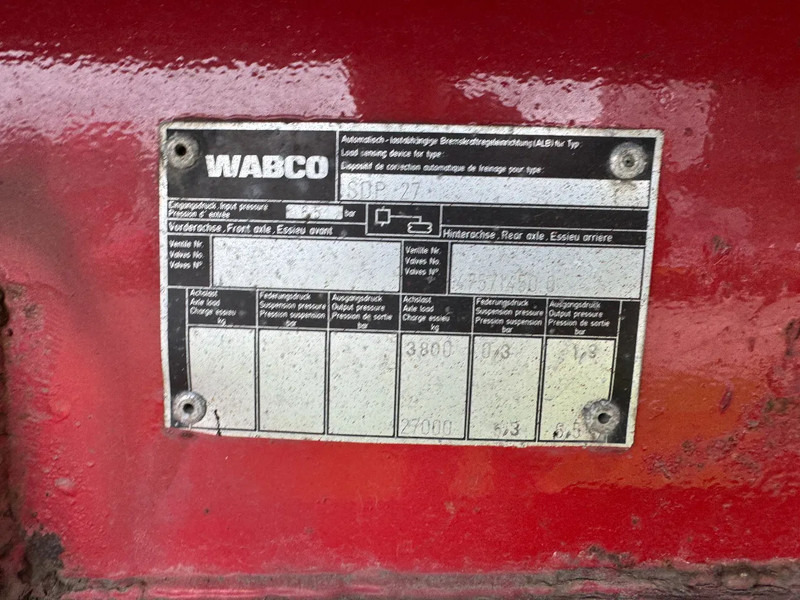 WABCO
Automatisch-lastabhängige Bremskraftregeleinrichtung (ALB) für Typ:
Load sensing device for type:
Dispositif de correction automatique de freinage pour type:
SDP 27
Eingangsdruck, Input pressure
Pression d' entrée
bar
Vorderachse, Front axle, Essieu avant
Hinterachse, Rear axle, Essieu arriere
Ventile Nr.
Valves No.
Valves N°.
Ventile Nr.
Valves No.
Valves N°.
Achslast
Axle load
Charge essieu
kg
Federungsdruck
Suspension pressure
Pression suspension
bar
Ausgangsdruck
Output pressure
Pression de sortie
bar
Achslast
Axle load
Charge essieu
kg
Federungsdruck
Suspension pressure
Pression suspension
bar
Ausgangsdruck
Output pressure
Pression de sortie
bar
3800 0,3 1,3
27000 6,5